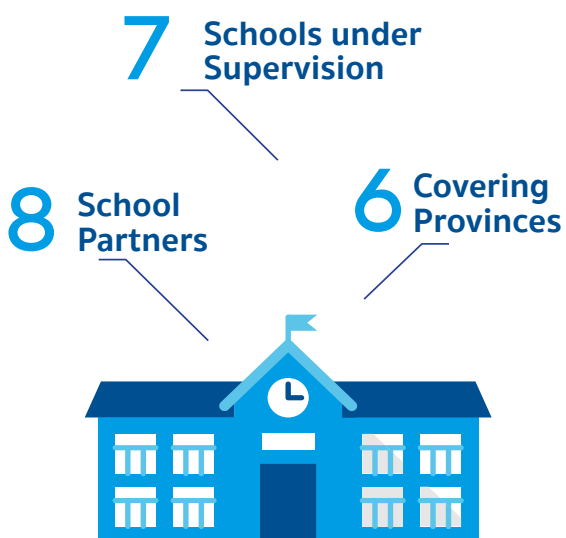 7 Schools under
Supervision
8 School
Partners
6 Covering
Provinces